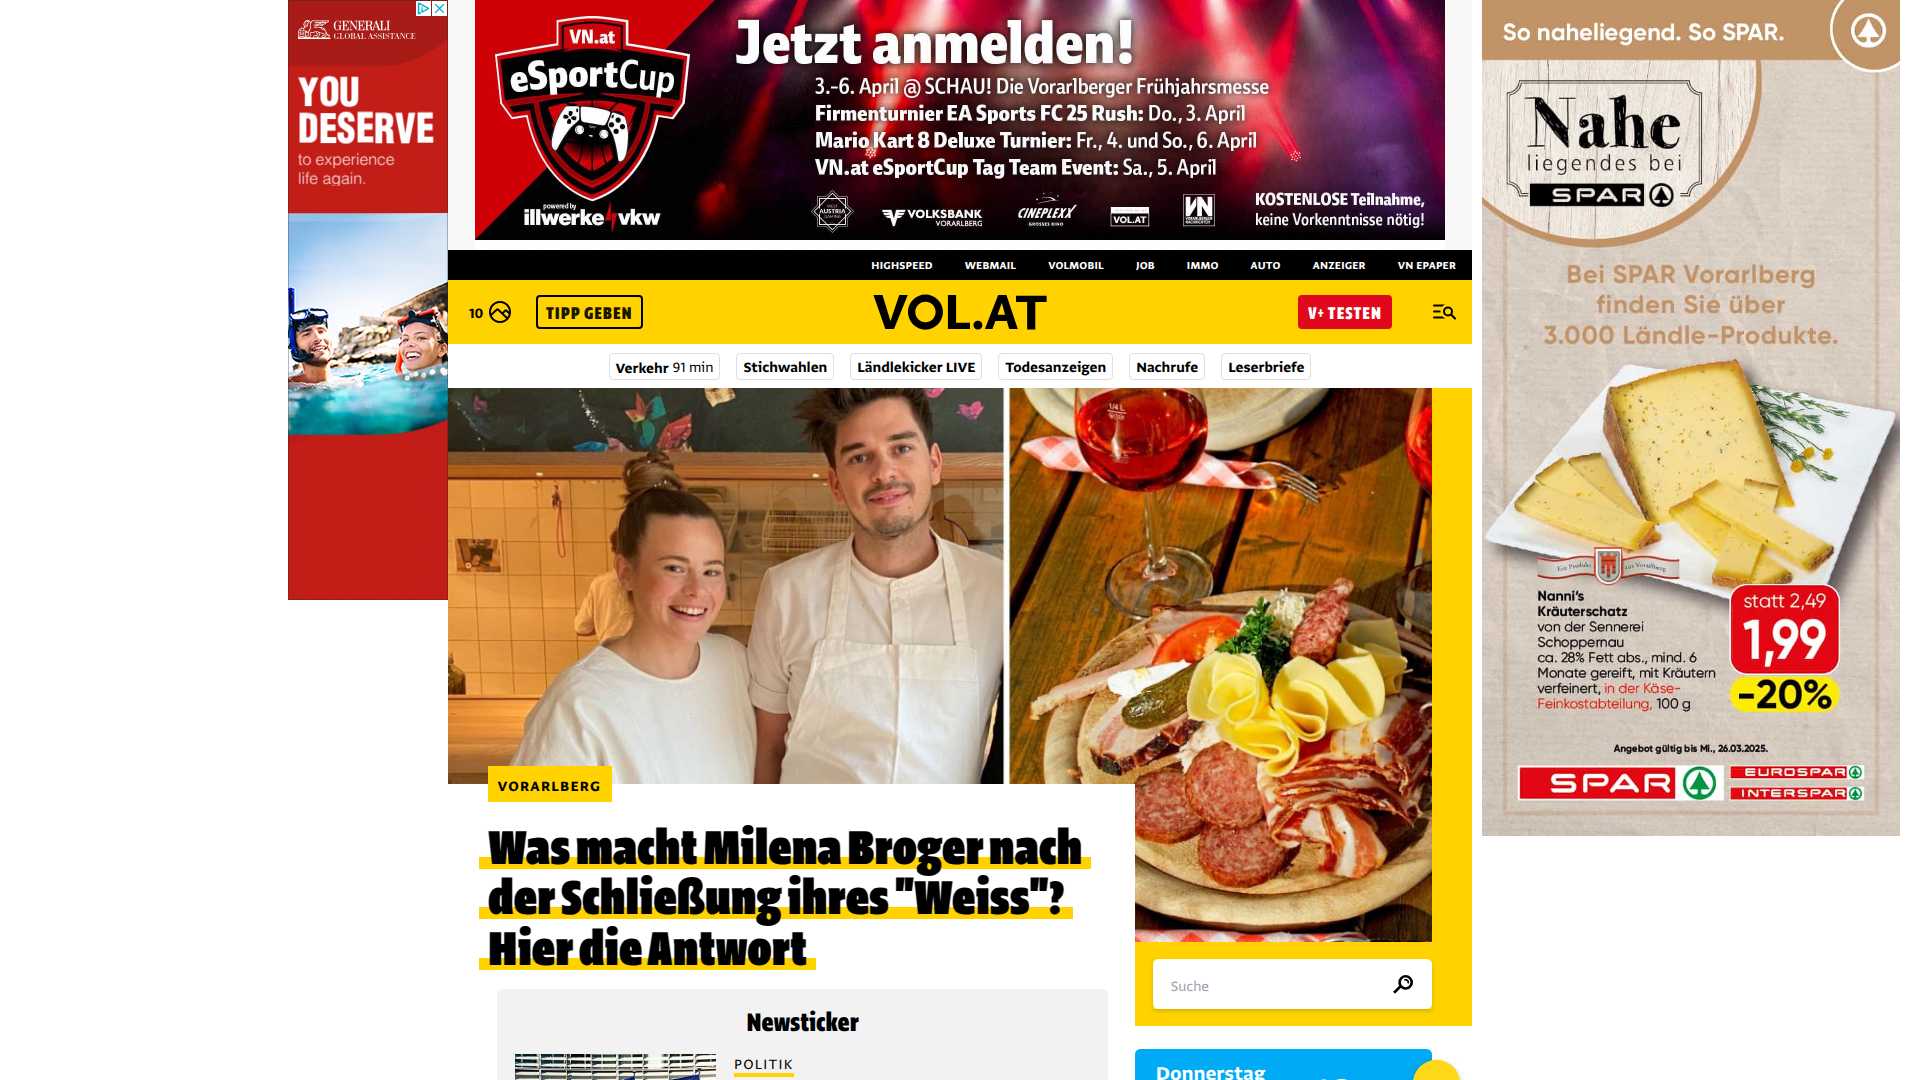 GENERALI
GLOBAL ASSISTANCE
YOU
DESERVE
to experience
life again.
VN.at
eSportCup
powered by
illwerke vkw
Jetzt anmelden!
3.-6. April @ SCHAU! Die Vorarlberger Frühjahrsmesse
Firmenturnier EA Sports FC 25 Rush: Do., 3. April
Mario Kart 8 Deluxe Turnier: Fr., 4. und So., 6. April
VN.at eSportCup Tag Team Event: Sa., 5. April
AUSTRIA
VOLKSBANK
VORARLBERG
CINEPLEXX
VOL.AT
VN
KOSTENLOSE Teilnahme,
keine Vorkenntnisse nötig!
HIGHSPEED WEBMAIL VOLMOBIL JOB IMMO AUTO ANZEIGER VN EPAPER
10 TIPP GEBEN VOL.AT V+ TESTEN
Verkehr 91 min Stichwahlen Ländlekicker LIVE Todesanzeigen Nachrufe Leserbriefe
VORARLBERG
Was macht Milena Broger nach
der Schließung ihres "Weiss"?
Hier die Antwort
Newsticker
POLITIK
Suche
Donnerstag
So naheliegend. So SPAR.
Nahe
liegendes bei
SPAR
Bei SPAR Vorarlberg
finden Sie über
3.000 Ländle-Produkte.
Ein Produkt aus Vorarlberg
Nanni's
Kräuterschatz
von der Sennerei
Schoppernau
ca. 28% Fett abs., mind. 6
Monate gereift, mit Kräutern
verfeinert, in der Käse-
Feinkostabteilung, 100 g
statt 2,49
1,99
-20%
Angebot gültig bis Mi., 26.03.2025.
SPAR
EUROSPAR
INTERSPAR